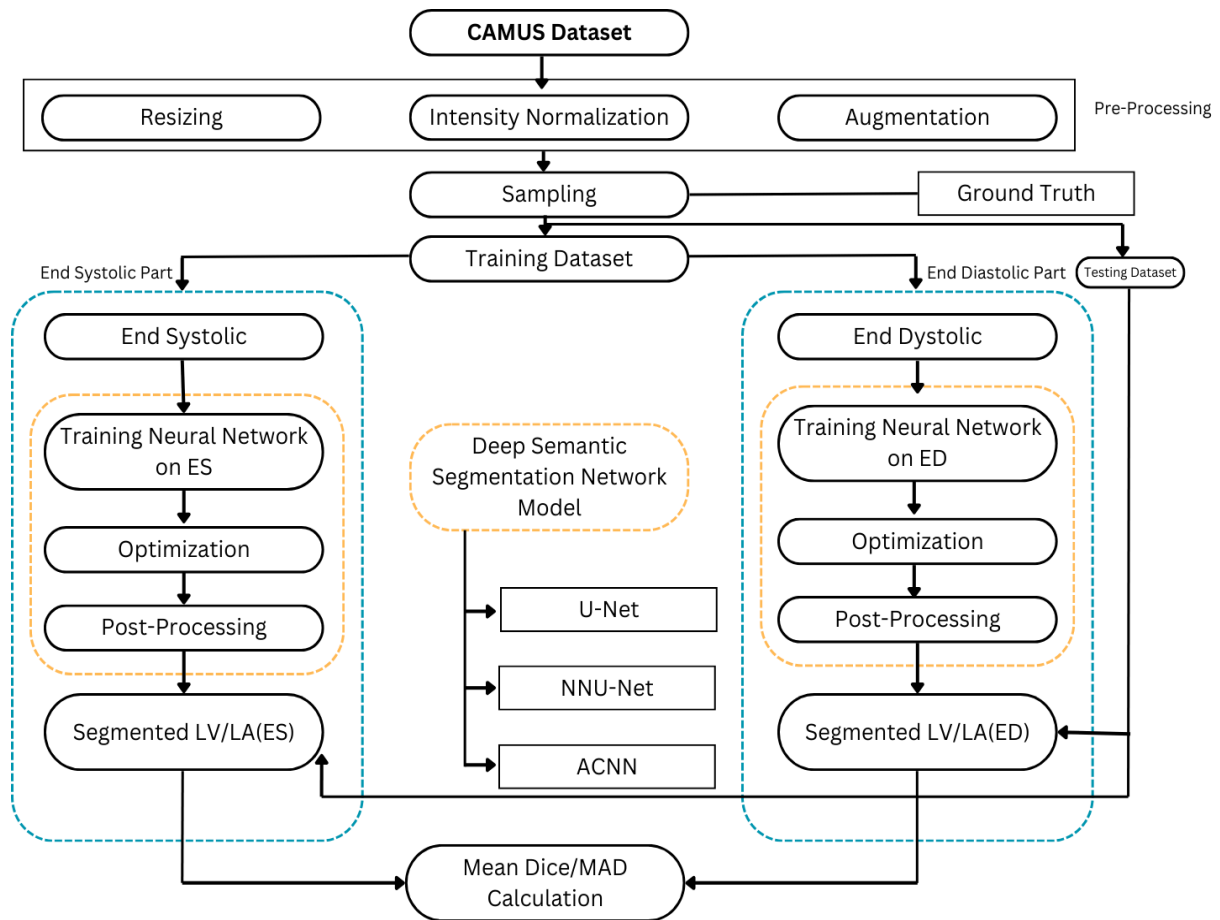 CAMUS Dataset
Resizing
Intensity Normalization
Augmentation
Pre-Processing
Sampling
Ground Truth
Training Dataset
End Systolic Part
End Diastolic Part
Testing Dataset
End Systolic
End Dystolic
Training Neural Network
on ES
Deep Semantic
Segmentation Network
Model
Training Neural Network
on ED
Optimization
Optimization
U-Net
Post-Processing
Post-Processing
NNU-Net
Segmented LV/LA(ES)
Segmented LV/LA(ED)
ACNN
Mean Dice/MAD
Calculation